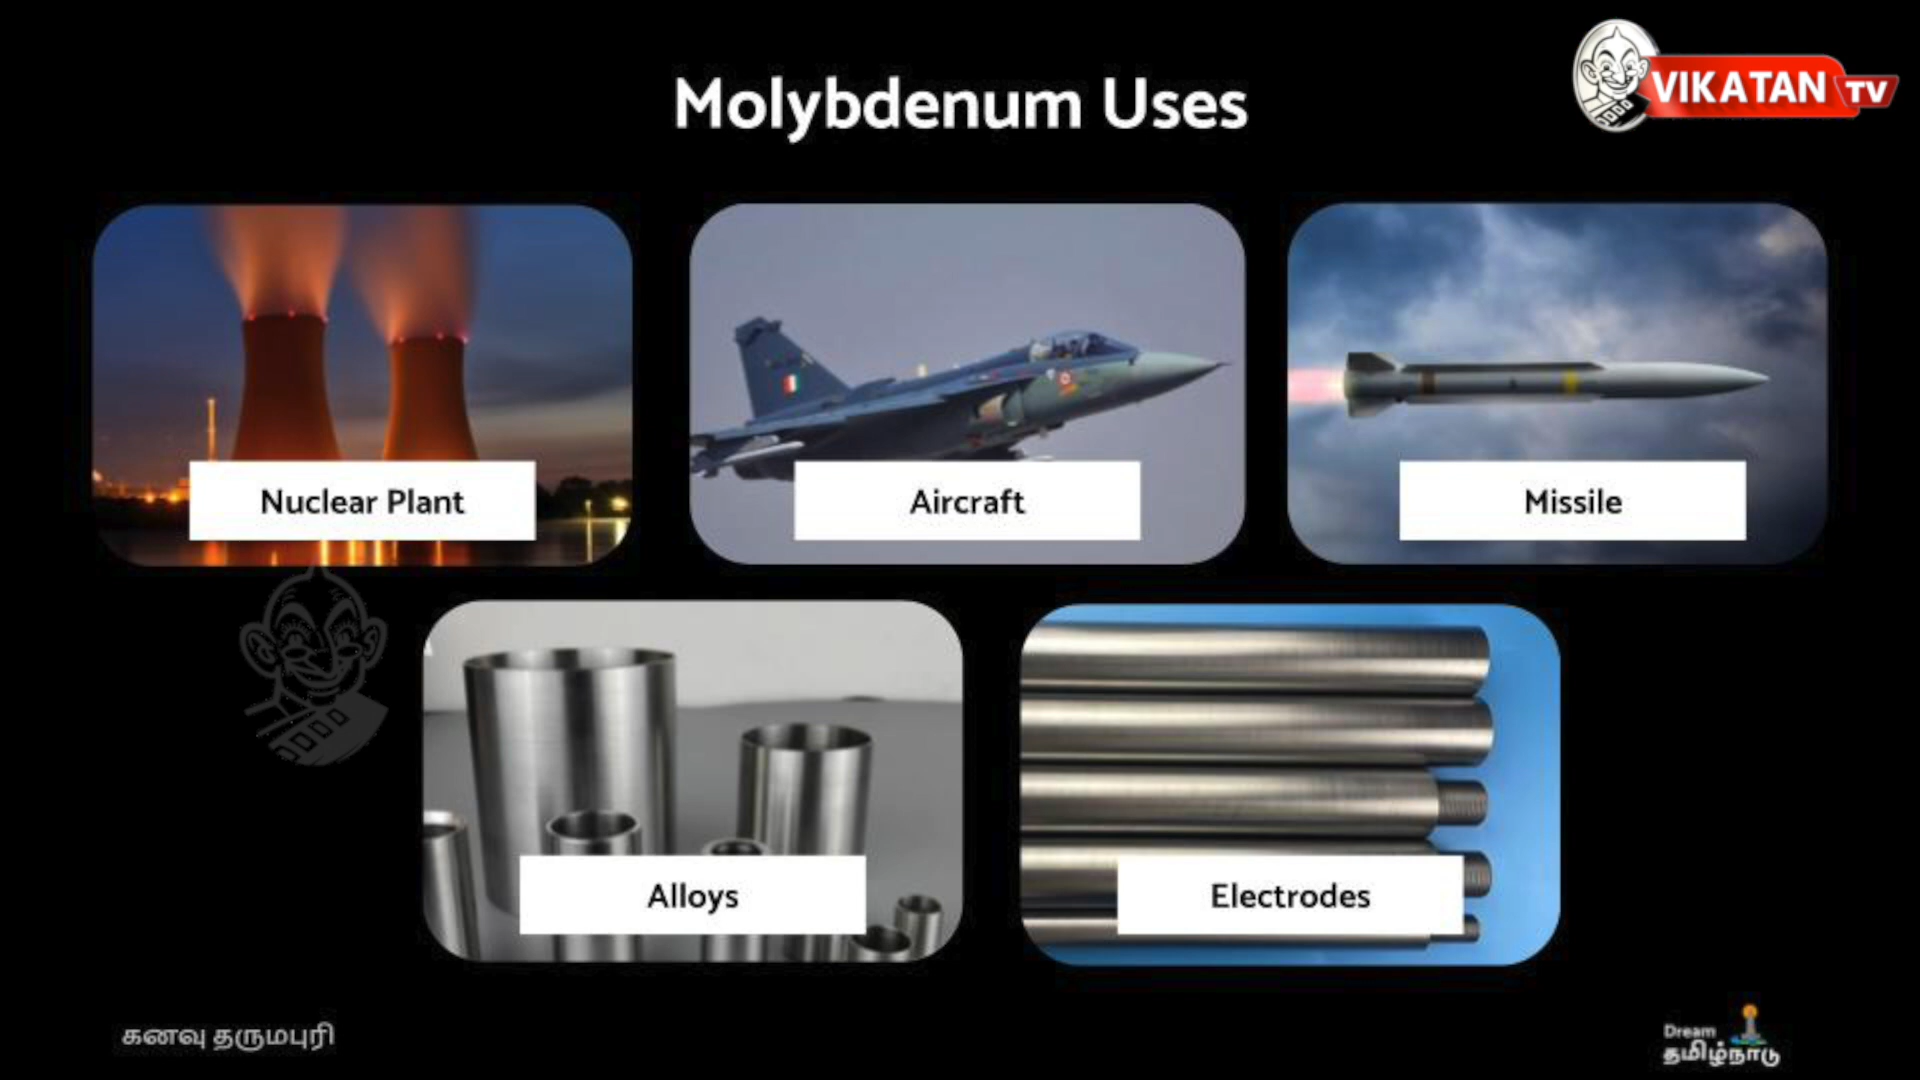 Molybdenum Uses
VIKATAN TV
Nuclear Plant
Aircraft
Missile
Alloys
Electrodes
கனவு தருமபுரி
Dream
தமிழ்நாடு